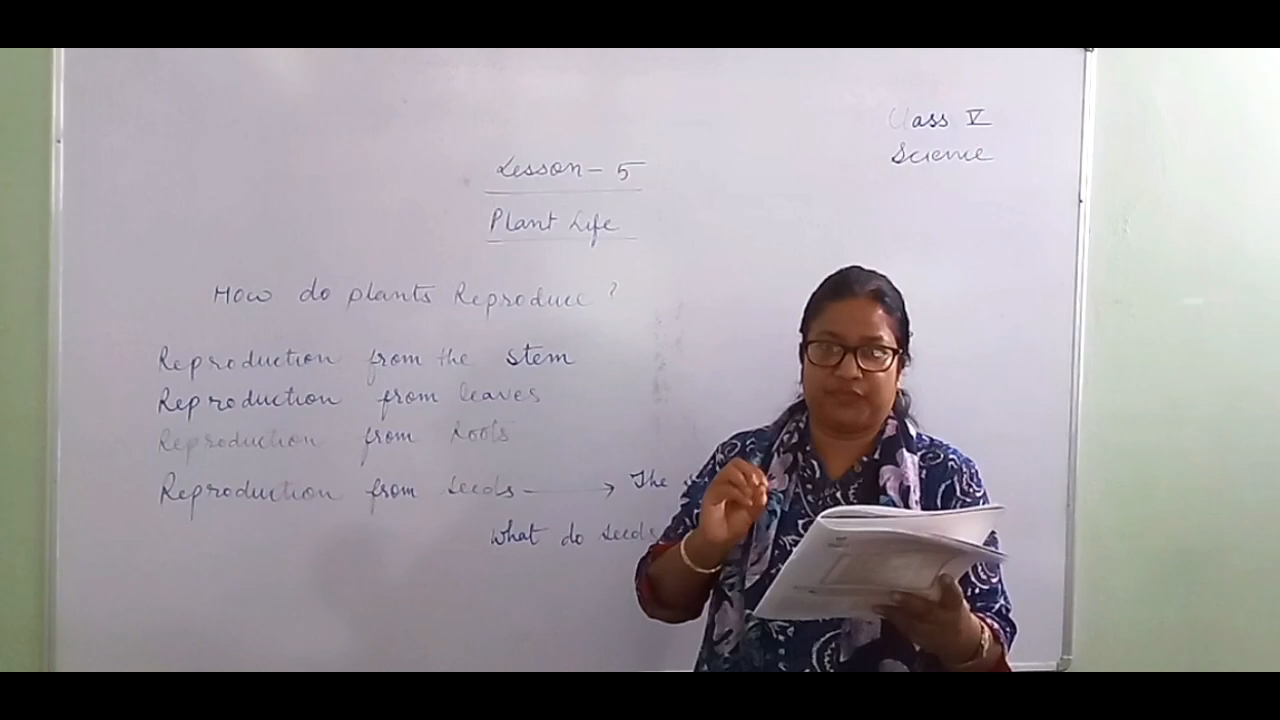 Class V
Science
Lesson - 5
Plant Life
How do plants Reproduce?
Reproduction from the stem
Reproduction from leaves
Reproduction from Roots
Reproduction from seeds → The
What do seeds